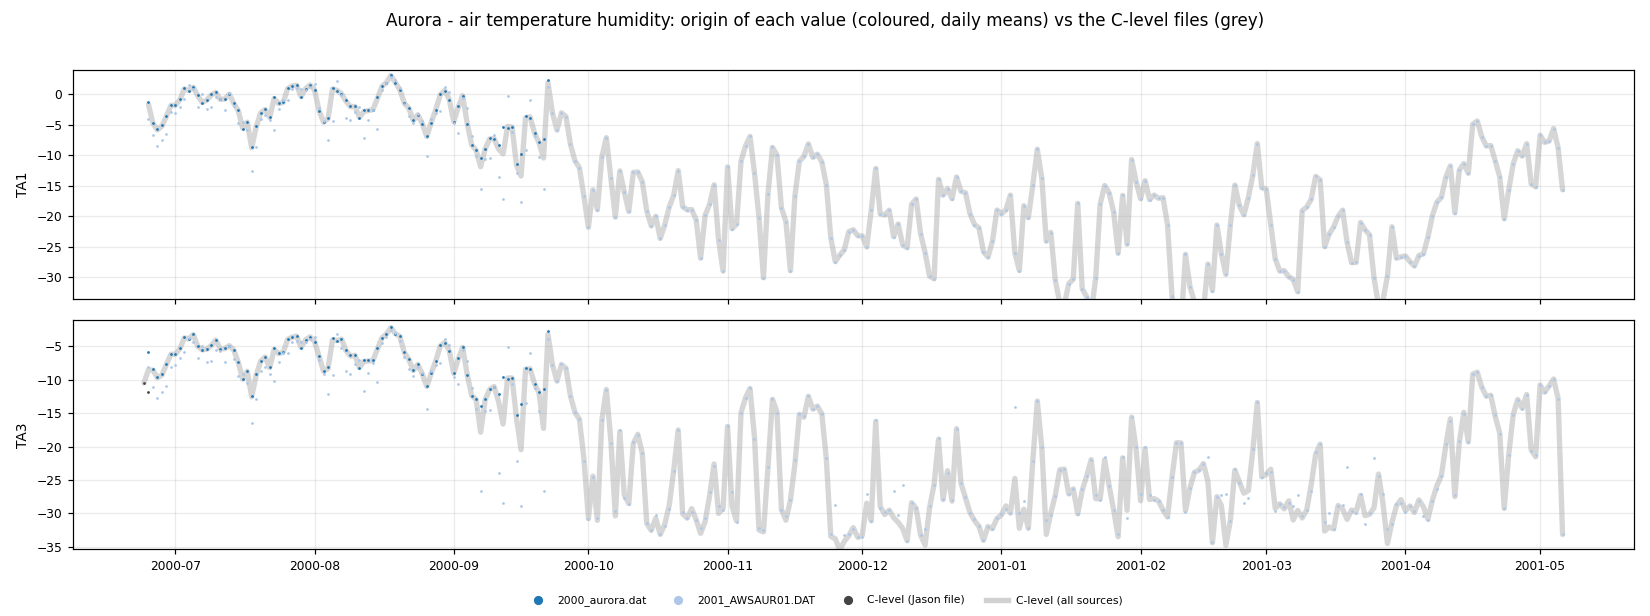 Aurora - air temperature humidity: origin of each value (coloured, daily means) vs the C-level files (grey)
TA1
0
−5
−10
−15
−20
−25
−30
TA3
−5
−10
−15
−20
−25
−30
−35
2000-07 2000-08 2000-09 2000-10 2000-11 2000-12 2001-01 2001-02 2001-03 2001-04 2001-05
2000_aurora.dat 2001_AWSAUR01.DAT C-level (Jason file) C-level (all sources)